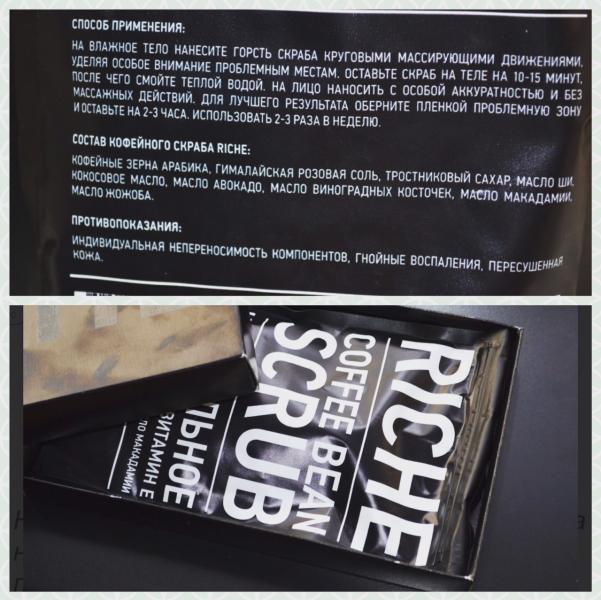 СПОСОБ ПРИМЕНЕНИЯ:
НА ВЛАЖНОЕ ТЕЛО НАНЕСИТЕ ГОРСТЬ СКРАБА КРУГОВЫМИ МАССИРУЮЩИМИ ДВИЖЕНИЯМИ,
УДЕЛЯЯ ОСОБОЕ ВНИМАНИЕ ПРОБЛЕМНЫМ МЕСТАМ. ОСТАВЬТЕ СКРАБ НА ТЕЛЕ НА 10-15 МИНУТ,
ПОСЛЕ ЧЕГО СМОЙТЕ ТЕПЛОЙ ВОДОЙ. НА ЛИЦО НАНОСИТЬ С ОСОБОЙ АККУРАТНОСТЬЮ И БЕЗ
МАССАЖНЫХ ДЕЙСТВИЙ. ДЛЯ ЛУЧШЕГО РЕЗУЛЬТАТА ОБЕРНИТЕ ПЛЕНКОЙ ПРОБЛЕМНУЮ ЗОНУ
И ОСТАВЬТЕ НА 2-3 ЧАСА. ИСПОЛЬЗОВАТЬ 2-3 РАЗА В НЕДЕЛЮ.
СОСТАВ КОФЕЙНОГО СКРАБА RICHE:
КОФЕЙНЫЕ ЗЕРНА АРАБИКА, ГИМАЛАЙСКАЯ РОЗОВАЯ СОЛЬ, ТРОСТНИКОВЫЙ САХАР, МАСЛО ШИ,
КОКОСОВОЕ МАСЛО, МАСЛО АВОКАДО, МАСЛО ВИНОГРАДНЫХ КОСТОЧЕК, МАСЛО МАКАДАМИИ,
МАСЛО ЖОЖОБА.
ПРОТИВОПОКАЗАНИЯ:
ИНДИВИДУАЛЬНАЯ НЕПЕРЕНОСИМОСТЬ КОМПОНЕНТОВ, ГНОЙНЫЕ ВОСПАЛЕНИЯ, ПЕРЕСУШЕННАЯ
КОЖА.
RICHE
COFFEE BEAN
SCRUB
ЛЬНОЕ
ВИТАМИН Е
ЛО МАКАДАМИИ